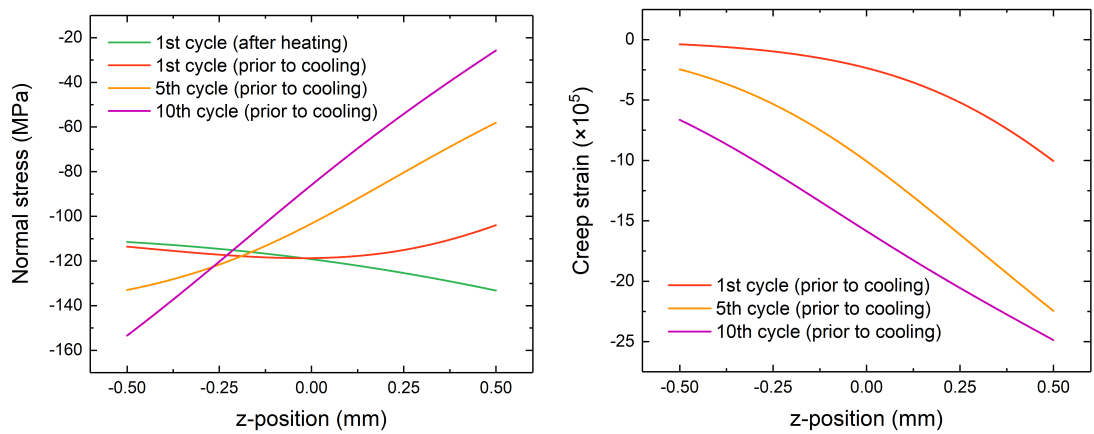 -20
-40
-60
-80
-100
-120
-140
-160
Normal stress (MPa)
1st cycle (after heating)
1st cycle (prior to cooling)
5th cycle (prior to cooling)
10th cycle (prior to cooling)
-0.50 -0.25 0.00 0.25 0.50
z-position (mm)
0
-5
-10
-15
-20
-25
Creep strain (×10⁵)
1st cycle (prior to cooling)
5th cycle (prior to cooling)
10th cycle (prior to cooling)
-0.50 -0.25 0.00 0.25 0.50
z-position (mm)